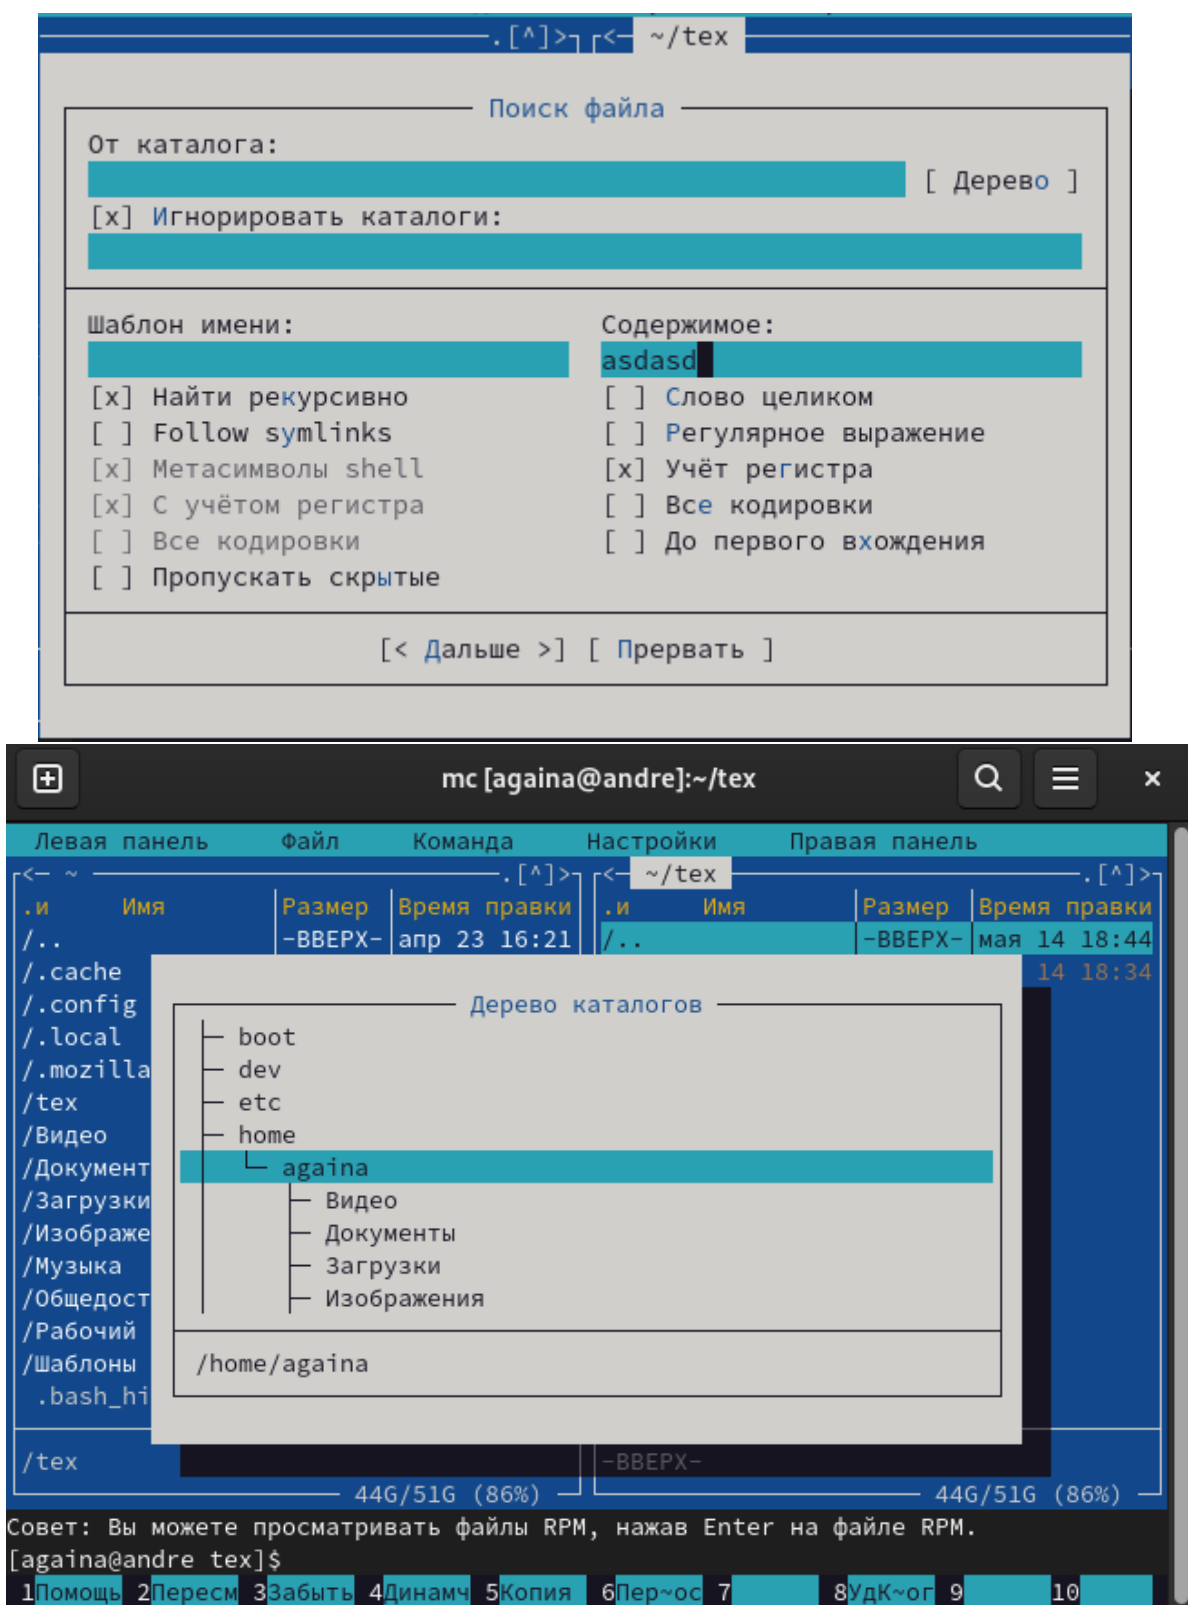 .[^]> <— ~/tex
Поиск файла
От каталога:
[ Дерево ]
[x] Игнорировать каталоги:
Шаблон имени: Содержимое:
asdasd
[x] Найти рекурсивно [ ] Слово целиком
[ ] Follow symlinks [ ] Регулярное выражение
[x] Метасимволы shell [x] Учёт регистра
[x] С учётом регистра [ ] Все кодировки
[ ] Все кодировки [ ] До первого вхождения
[ ] Пропускать скрытые
[< Дальше >] [ Прервать ]
mc [againa@andre]:~/tex
Левая панель Файл Команда Настройки Правая панель
<— ~ .[^]> <— ~/tex .[^]>
.и Имя Размер Время правки .и Имя Размер Время правки
/.. -ВВЕРХ- апр 23 16:21 /.. -ВВЕРХ- мая 14 18:44
/.cache 14 18:34
/.config Дерево каталогов
/.local boot
/.mozilla dev
/tex etc
/Видео home
/Документ againa
/Загрузки Видео
/Изображе Документы
/Музыка Загрузки
/Общедост Изображения
/Рабочий
/Шаблоны /home/againa
.bash_hi
/tex -ВВЕРХ-
44G/51G (86%) 44G/51G (86%)
Совет: Вы можете просматривать файлы RPM, нажав Enter на файле RPM.
[againa@andre tex]$
1Помощь 2Пересм 3Забыть 4Динамч 5Копия 6Пер~ос 7 8УдК~ог 9 10